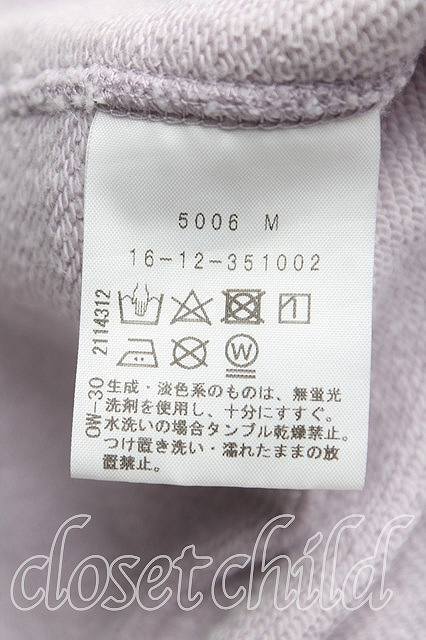 5006 M
16-12-351002
2114312
OW-30
生成・淡色系のものは、無蛍光
洗剤を使用し、十分にすすぐ。
水洗いの場合タンブル乾燥禁止。
つけ置き洗い・濡れたままの放
置禁止。
closet child